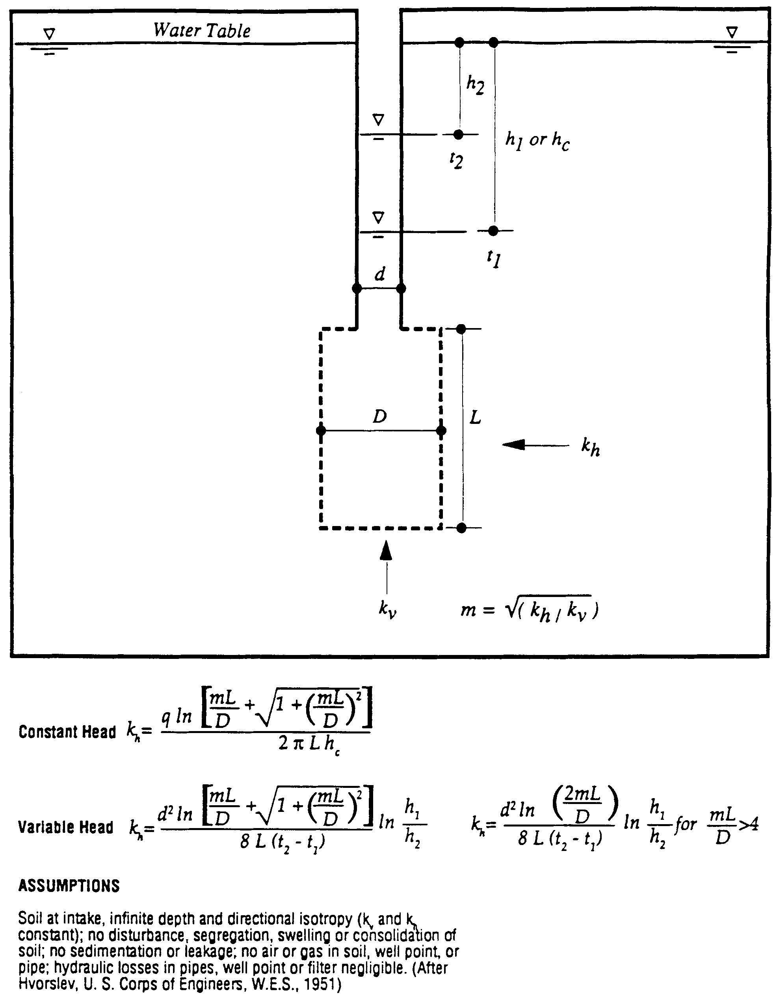 Water Table
h2
h1 or hc
t2
t1
d
D
L
kh
kv
m = √( kh / kv )
Constant Head kh = q ln [mL/D + √1 + (mL/D)²] / 2 π L hc
Variable Head kh = d² ln [mL/D + √1 + (mL/D)²] / 8 L (t2 - t1) ln h1/h2 kh = d² ln (2mL/D) / 8 L (t2 - t1) ln h1/h2 for mL/D >4
ASSUMPTIONS
Soil at intake, infinite depth and directional isotropy (kv and kh
constant); no disturbance, segregation, swelling or consolidation of
soil; no sedimentation or leakage; no air or gas in soil, well point, or
pipe; hydraulic losses in pipes, well point or filter negligible. (After
Hvorslev, U. S. Corps of Engineers, W.E.S., 1951)